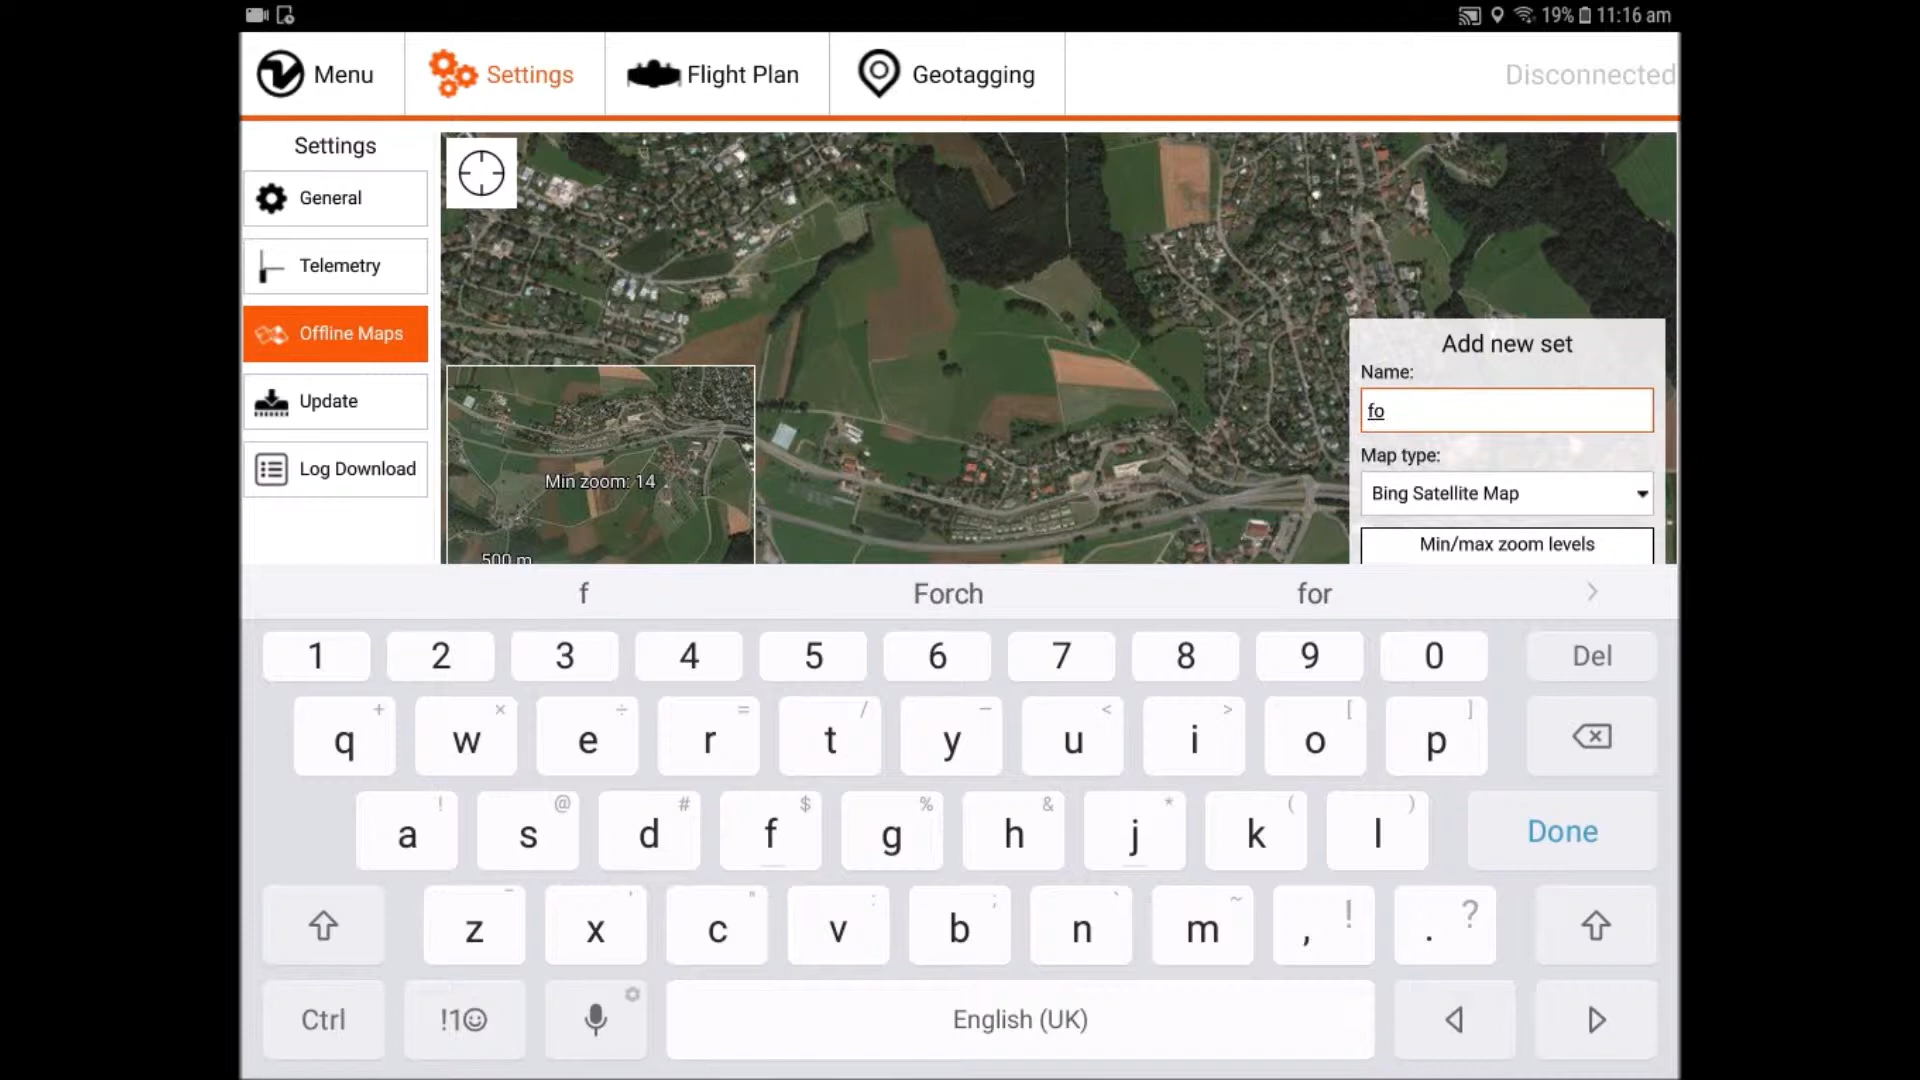 19% 11:16 am
Menu
Settings
Flight Plan
Geotagging
Disconnected
Settings
General
Telemetry
Offline Maps
Update
Log Download
Min zoom: 14
500 m
Add new set
Name:
fo
Map type:
Bing Satellite Map
Min/max zoom levels
f Forch for >
1 2 3 4 5 6 7 8 9 0 Del
+ × ÷ = / − < > [ ]
q w e r t y u i o p
! @ # $ % & * ( )
a s d f g h j k l Done
- ' " : ; ` ~ ! ?
z x c v b n m , .
Ctrl !1☺ English (UK)